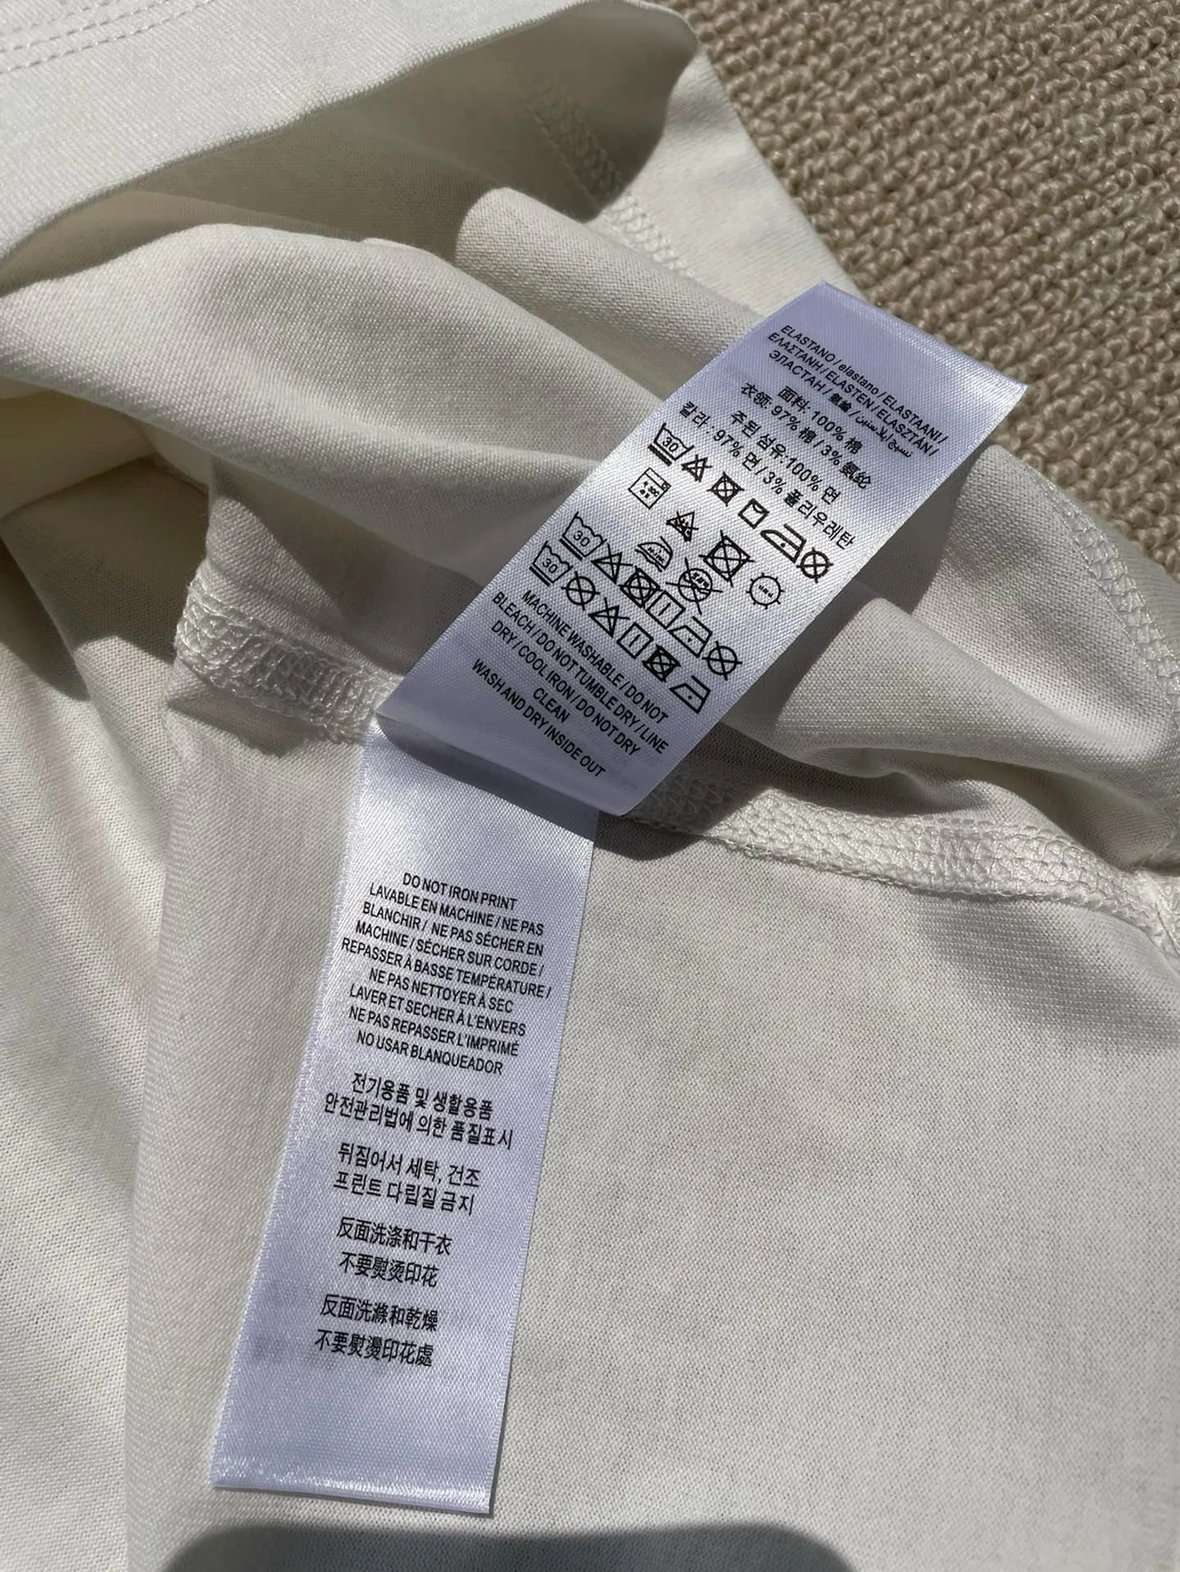 ELASTANO / elastano / ELASTAANI /
ΕΛΑΣΤΑΝΗ / ELASTEN / ELASZTÁN /
ЭЛАСТАН /
面料: 100% 棉
衣领: 97% 棉 / 3% 氨纶
주된 섬유:100% 면
칼라 : 97% 면 / 3% 폴리우레탄
30
30
30
MACHINE WASHABLE / DO NOT
BLEACH / DO NOT TUMBLE DRY / LINE
DRY / COOL IRON / DO NOT DRY
CLEAN
WASH AND DRY INSIDE OUT
DO NOT IRON PRINT
LAVABLE EN MACHINE / NE PAS
BLANCHIR / NE PAS SÉCHER EN
MACHINE / SÉCHER SUR CORDE /
REPASSER À BASSE TEMPÉRATURE /
NE PAS NETTOYER À SEC
LAVER ET SECHER À L'ENVERS
NE PAS REPASSER L'IMPRIMÉ
NO USAR BLANQUEADOR
전기용품 및 생활용품
안전관리법에 의한 품질표시
뒤짐어서 세탁, 건조
프린트 다림질 금지
反面洗涤和干衣
不要熨烫印花
反面洗滌和乾燥
不要熨燙印花處